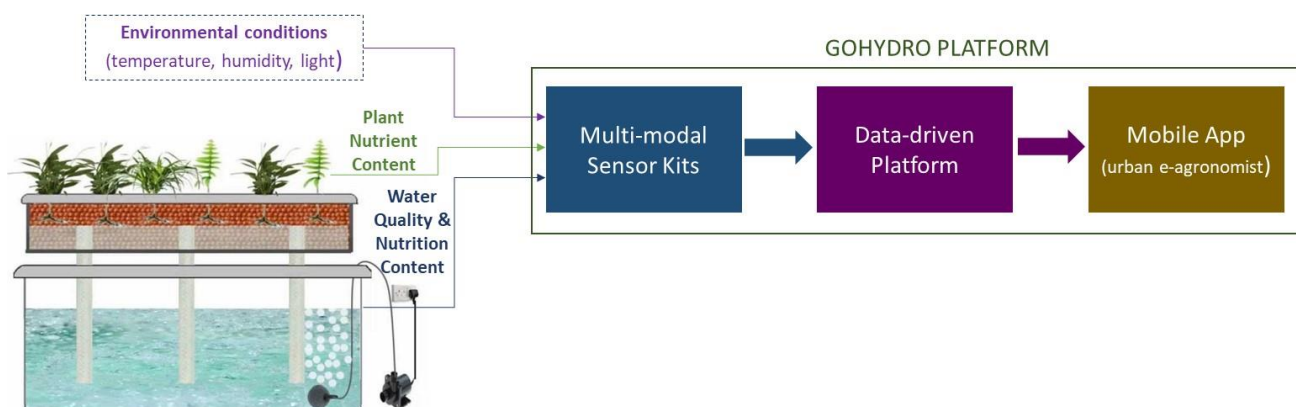 Environmental conditions
(temperature, humidity, light)
Plant
Nutrient
Content
Water
Quality &
Nutrition
Content
GOHYDRO PLATFORM
Multi-modal
Sensor Kits
Data-driven
Platform
Mobile App
(urban e-agronomist)